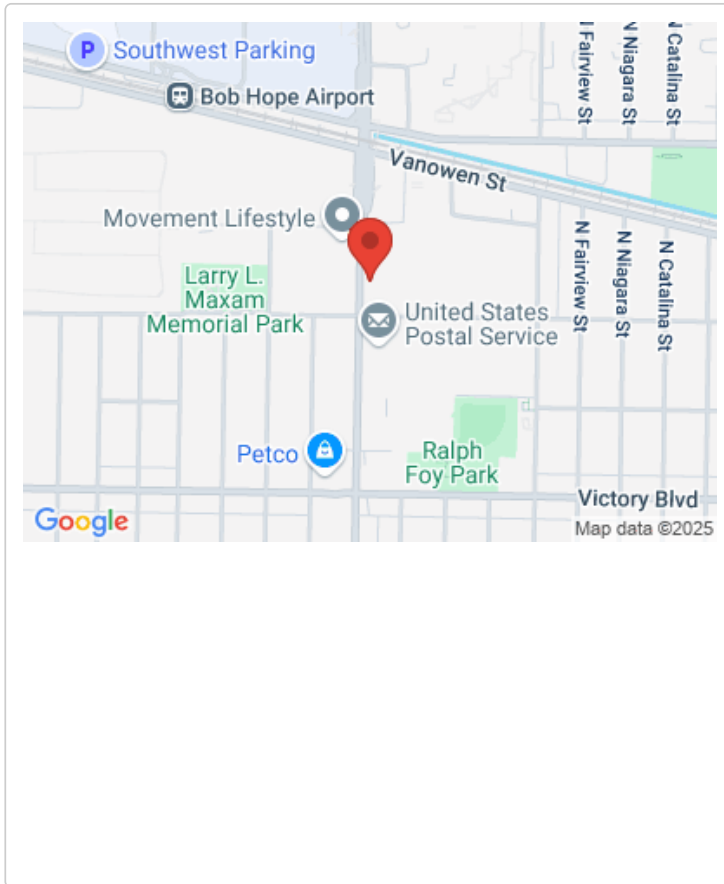 Southwest Parking
P
Bob Hope Airport
N Fairview St
N Niagara St
N Catalina St
Vanowen St
Movement Lifestyle
Larry L.
Maxam
Memorial Park
United States
Postal Service
N Fairview St
N Niagara St
N Catalina St
Petco
Ralph
Foy Park
Victory Blvd
Google
Map data ©2025